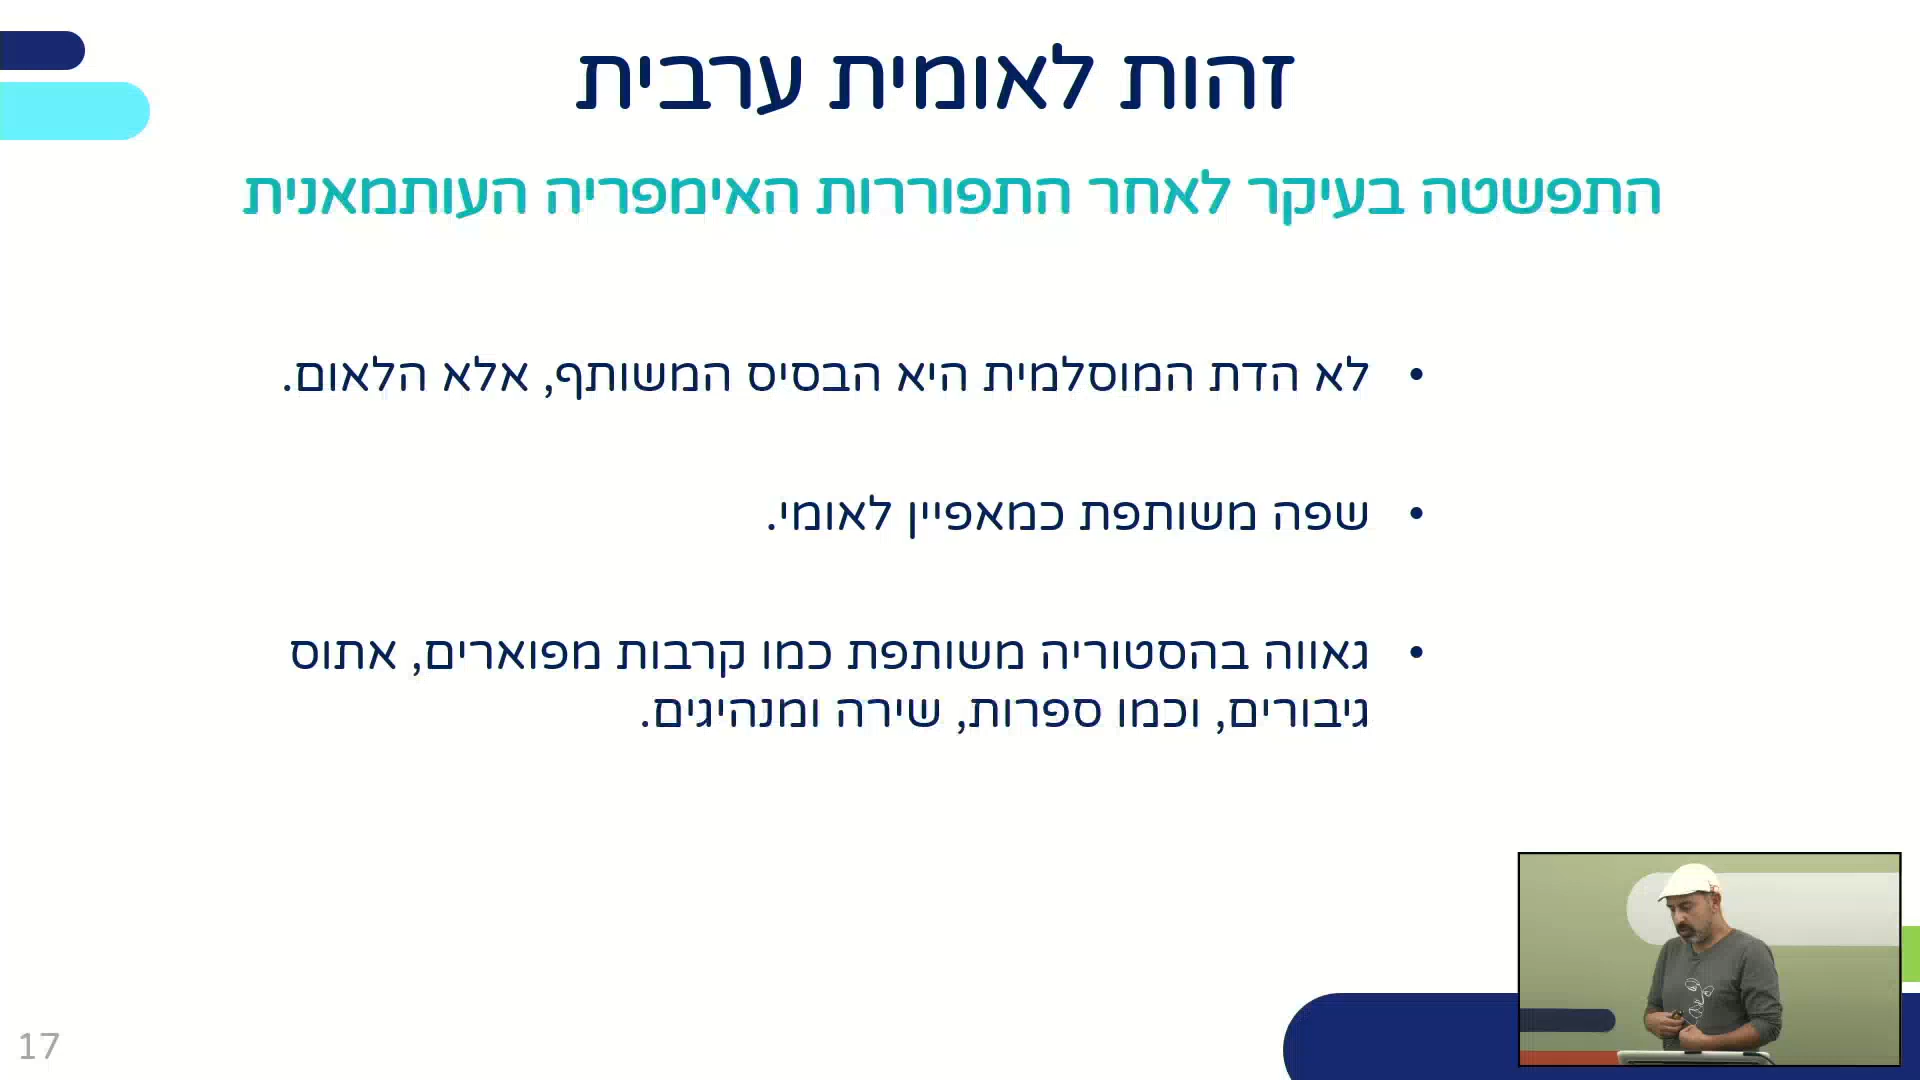 זהות לאומית ערבית
התפשטה בעיקר לאחר התפוררות האימפריה העותמאנית
• לא הדת המוסלמית היא הבסיס המשותף, אלא הלאום.
• שפה משותפת כמאפיין לאומי.
• גאווה בהסטוריה משותפת כמו קרבות מפוארים, אתוס
גיבורים, וכמו ספרות, שירה ומנהיגים.
17